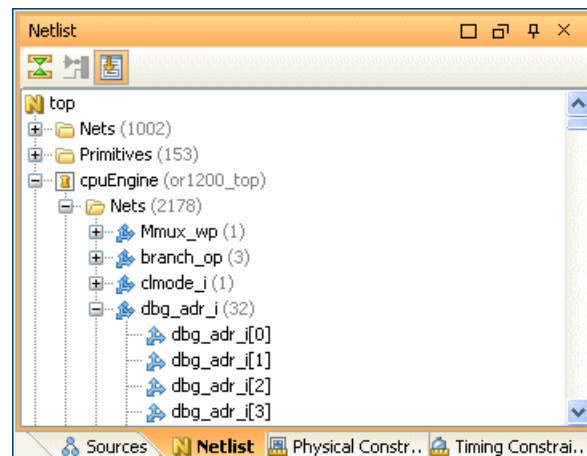 Netlist
top
Nets (1002)
Primitives (153)
cpuEngine (or1200_top)
Nets (2178)
Mmux_wp (1)
branch_op (3)
clmode_i (1)
dbg_adr_i (32)
dbg_adr_i[0]
dbg_adr_i[1]
dbg_adr_i[2]
dbg_adr_i[3]
Sources Netlist Physical Constr.. Timing Constrai..